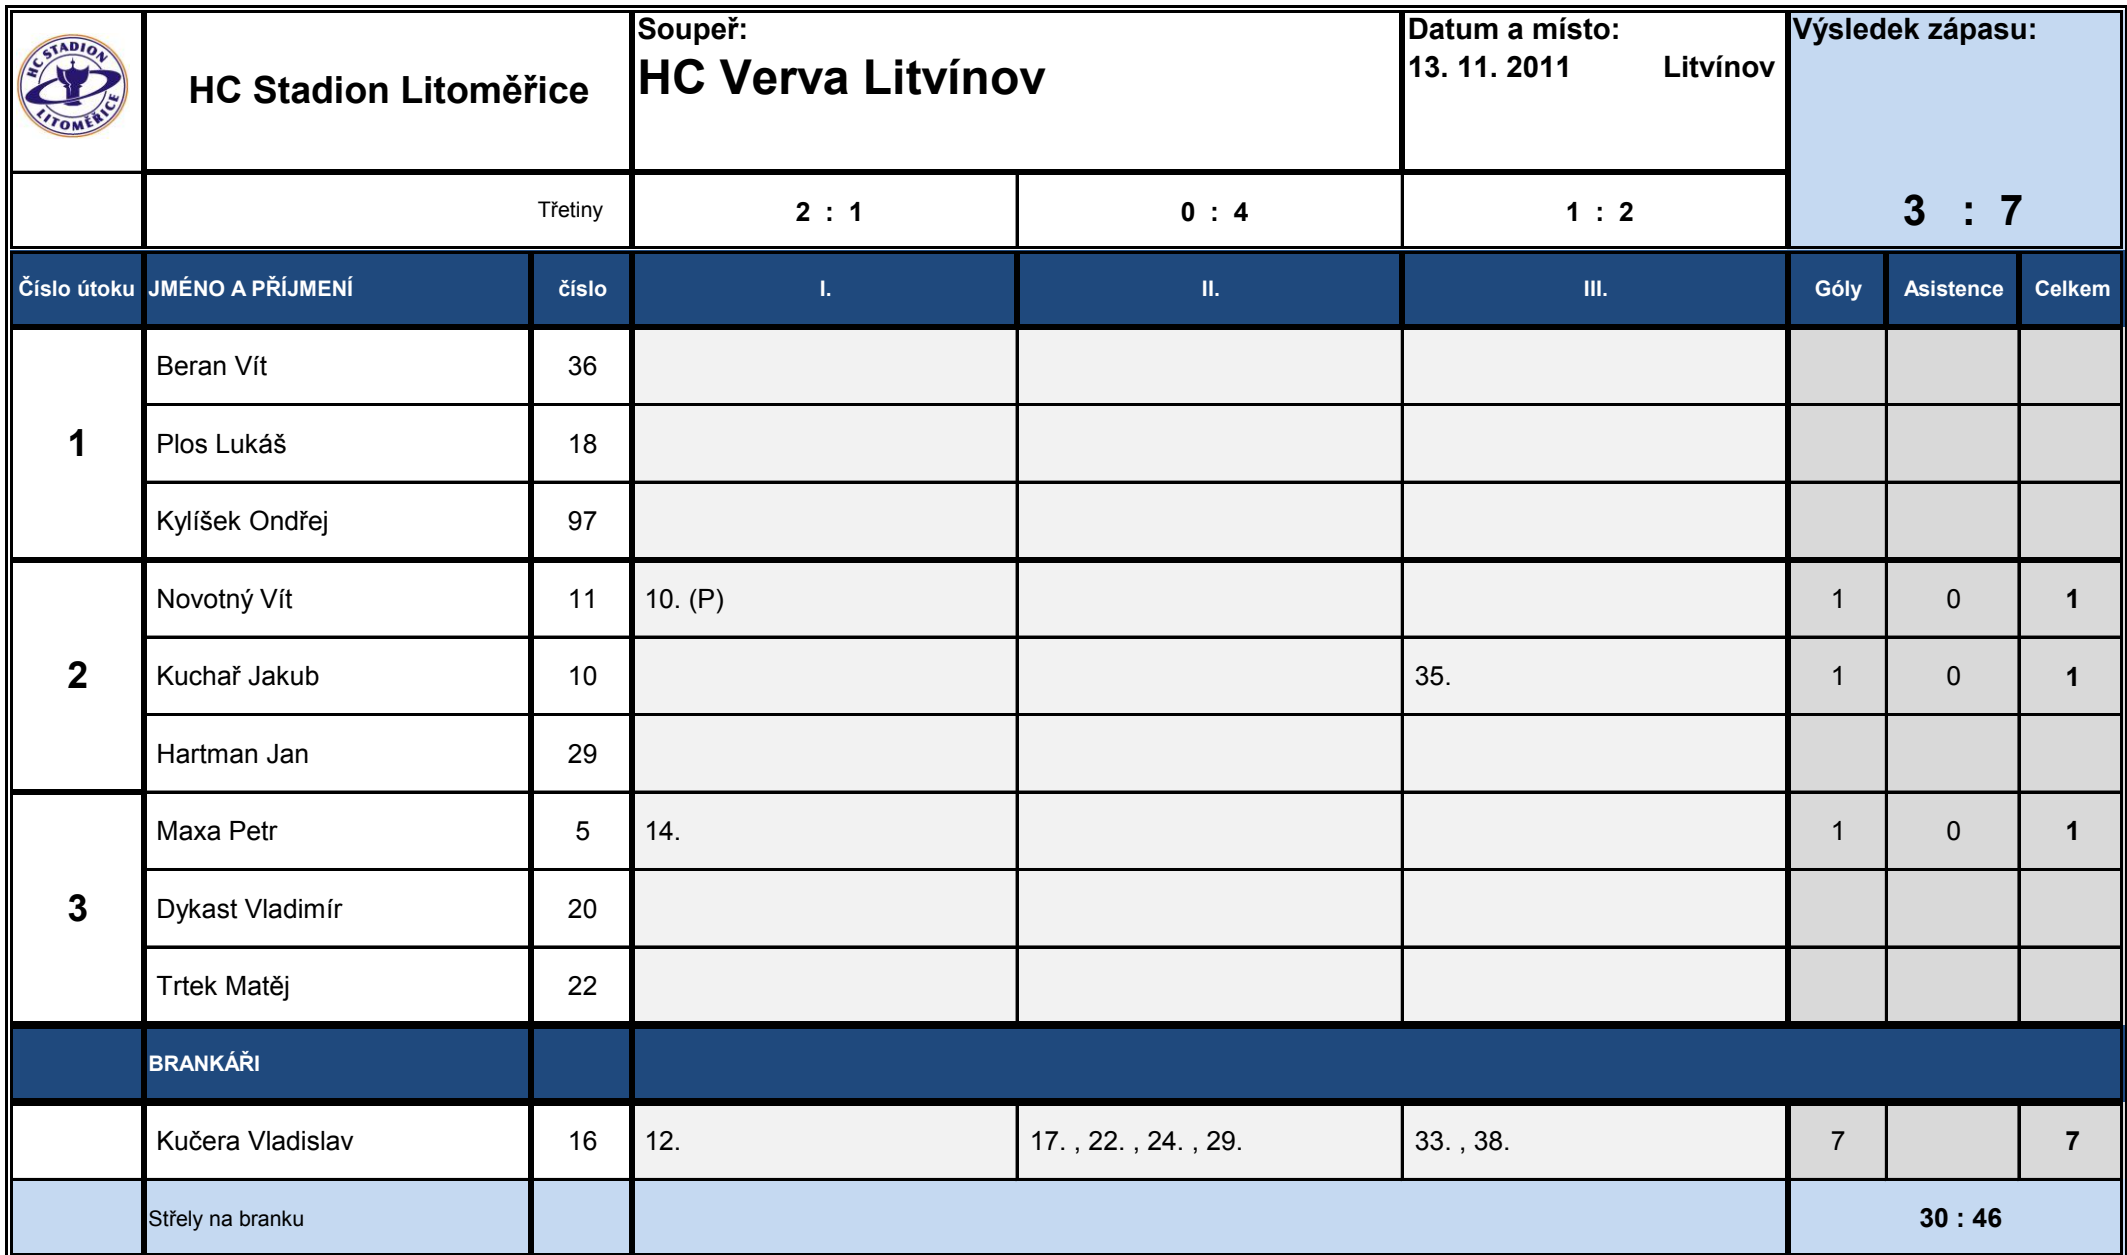 HC STADION
LITOMĚŘICE
HC Stadion Litoměřice
Soupeř:
HC Verva Litvínov
Datum a místo:
13. 11. 2011 Litvínov
Výsledek zápasu:
Třetiny 2 : 1 0 : 4 1 : 2 3 : 7
Číslo útoku JMÉNO A PŘÍJMENÍ číslo I. II. III. Góly Asistence Celkem
1
Beran Vít 36
Plos Lukáš 18
Kylíšek Ondřej 97
2
Novotný Vít 11 10. (P) 1 0 1
Kuchař Jakub 10 35. 1 0 1
Hartman Jan 29
3
Maxa Petr 5 14. 1 0 1
Dykast Vladimír 20
Trtek Matěj 22
BRANKÁŘI
Kučera Vladislav 16 12. 17. , 22. , 24. , 29. 33. , 38. 7 7
Střely na branku 30 : 46